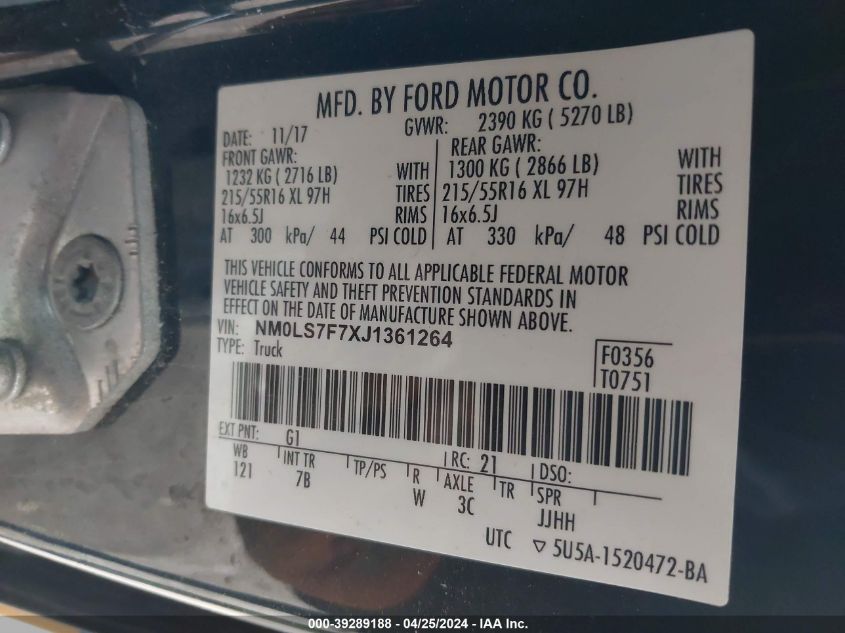 MFD. BY FORD MOTOR CO.
DATE: 11/17 GVWR: 2390 KG ( 5270 LB)
FRONT GAWR: REAR GAWR:
1232 KG ( 2716 LB) WITH 1300 KG ( 2866 LB) WITH
215/55R16 XL 97H TIRES 215/55R16 XL 97H TIRES
16x6.5J RIMS 16x6.5J RIMS
AT 300 kPa/ 44 PSI COLD AT 330 kPa/ 48 PSI COLD
THIS VEHICLE CONFORMS TO ALL APPLICABLE FEDERAL MOTOR
VEHICLE SAFETY AND THEFT PREVENTION STANDARDS IN
EFFECT ON THE DATE OF MANUFACTURE SHOWN ABOVE.
VIN: NM0LS7F7XJ1361264
TYPE: Truck
F0356
T0751
EXT PNT: G1 RC: 21 DSO:
WB INT TR TP/PS R AXLE TR SPR
121 7B W 3C JJHH
UTC ▽ 5U5A-1520472-BA
000-39289188 - 04/25/2024 - IAA Inc.